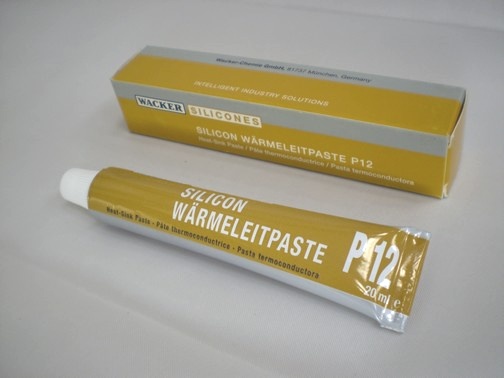 Wacker-Chemie GmbH, 81737 München, Germany
INTELLIGENT INDUSTRY SOLUTIONS
WACKER SILICONES
SILICON WÄRMELEITPASTE P12
Heat-Sink Paste / Pâte thermoconductrice / Pasta termoconductora
SILICON
WÄRMELEITPASTE P 12
Heat-Sink Paste - Pâte thermoconductrice - Pasta termoconductora
20 ml e